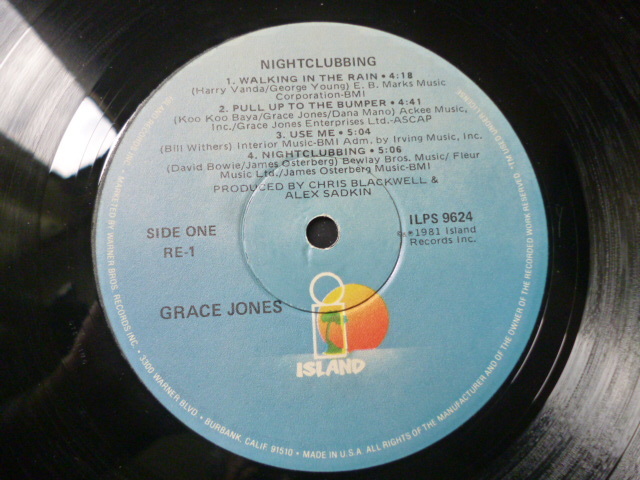 NIGHTCLUBBING
1. WALKING IN THE RAIN • 4:18
(Harry Vanda/George Young) E. B. Marks Music
Corporation-BMI
2. PULL UP TO THE BUMPER • 4:41
(Koo Koo Baya/Grace Jones/Dana Mano) Ackee Music,
Inc./Grace Jones Enterprises Ltd.-ASCAP
3. USE ME • 5:04
(Bill Withers) Interior Music-BMI Adm. by Irving Music, Inc.
4. NIGHTCLUBBING • 5:06
(David Bowie/James Osterberg) Bewlay Bros. Music/ Fleur
Music Ltd./James Osterberg Music-BMI
PRODUCED BY CHRIS BLACKWELL &
ALEX SADKIN
SIDE ONE
RE-1
ILPS 9624
℗ 1981 Island
Records Inc.
GRACE JONES
ISLAND
MARKETED BY WARNER BROS. RECORDS INC. • 3300 WARNER BLVD. • BURBANK, CALIF. 91510 • MADE IN U.S.A. ALL RIGHTS OF THE MANUFACTURER AND OF THE OWNER OF THE RECORDED WORK RESERVED.